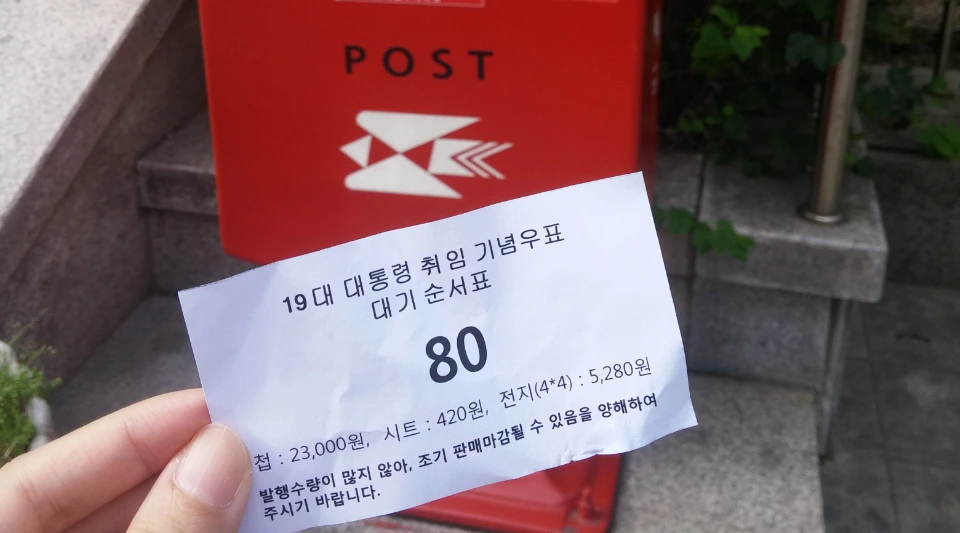 POST
19대 대통령 취임 기념우표
대기 순서표
80
첩 : 23,000원, 시트 : 420원, 전지(4*4) : 5,280원
발행수량이 많지 않아, 조기 판매마감될 수 있음을 양해하여
주시기 바랍니다.